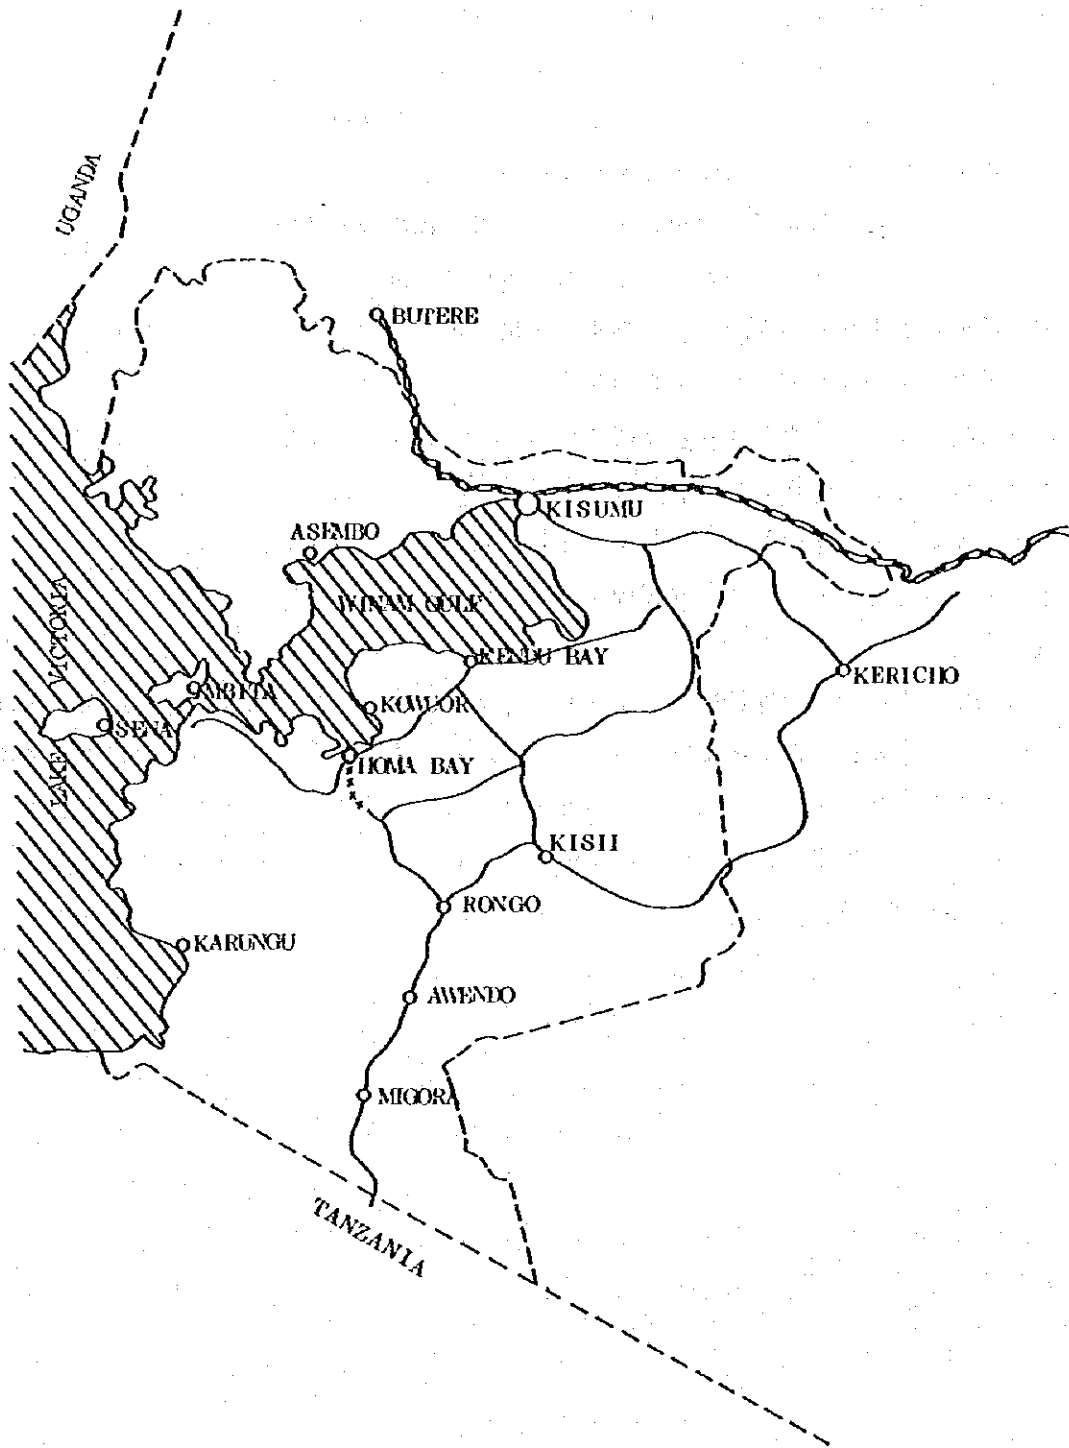 UGANDA
BUTERE
KISUMU
ASEMBO
WINAM GULF
KENDU BAY
KERICHO
MBITA
KOWUOR
SENA
LAKE VICTORIA
HOMA BAY
KISII
RONGO
KARUNGU
AWENDO
MIGORI
TANZANIA